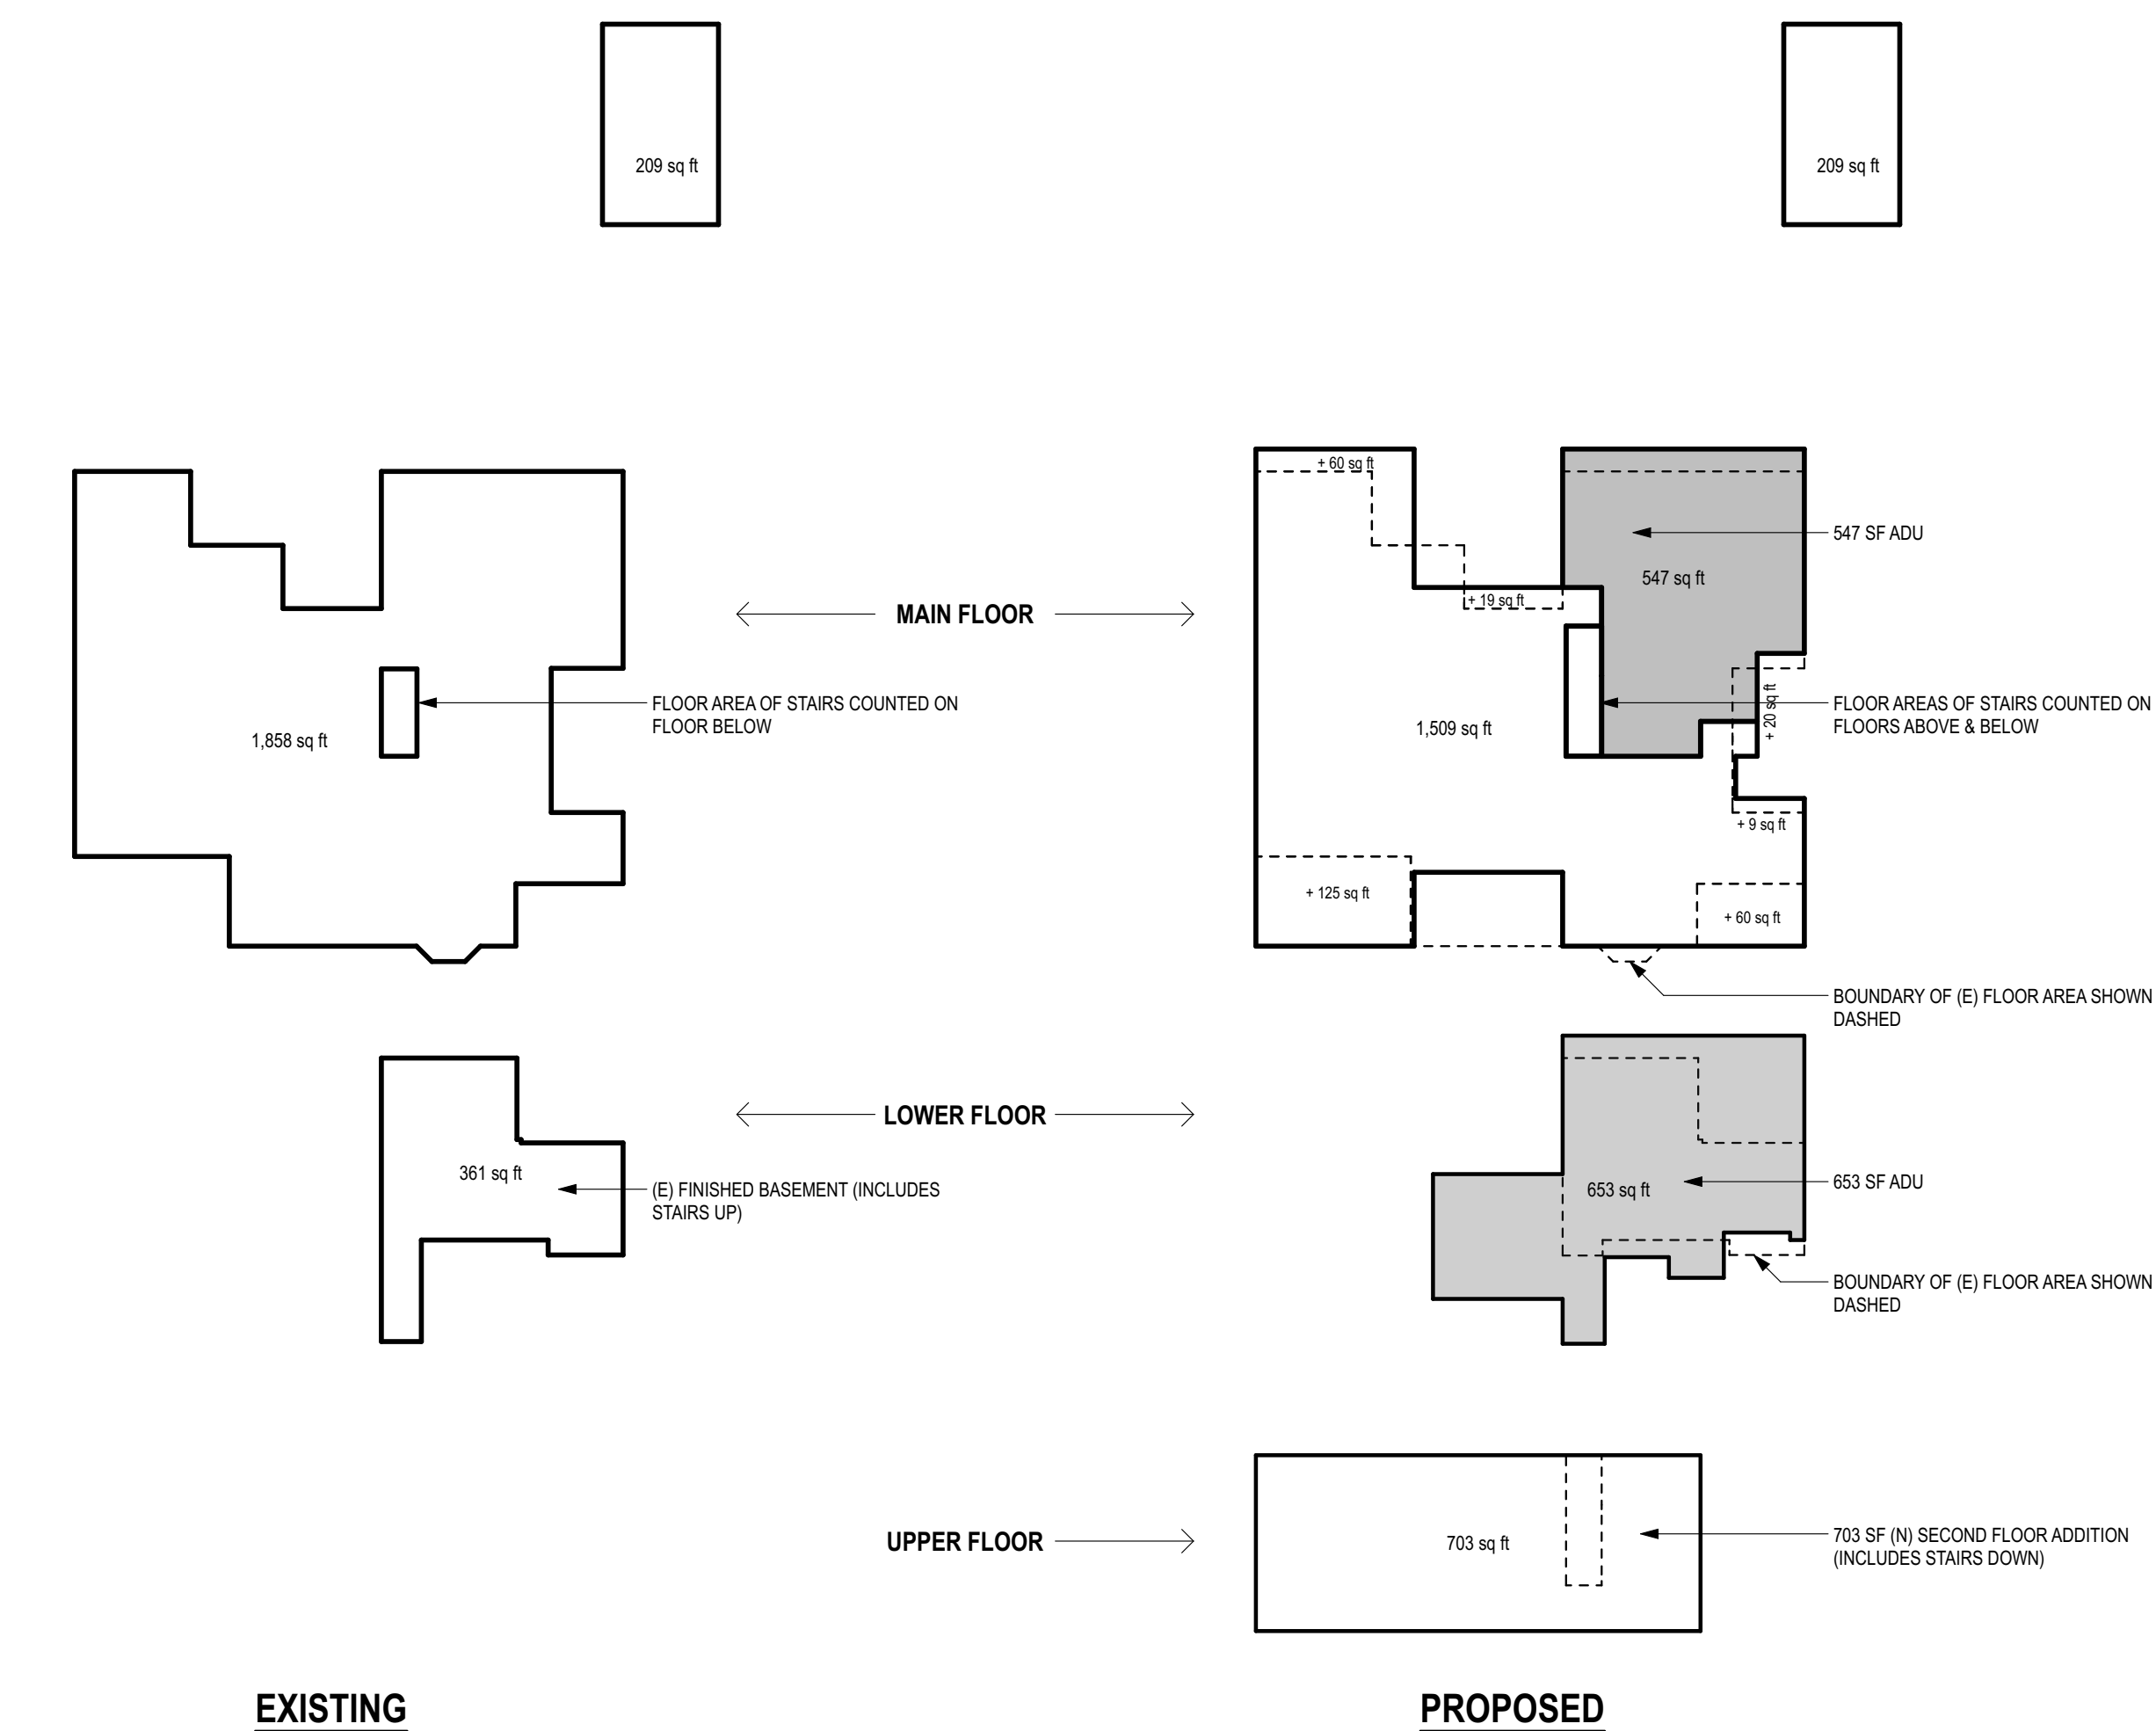 209 sq ft
209 sq ft
+ 60 sq ft
547 SF ADU
547 sq ft
+ 19 sq ft
MAIN FLOOR
FLOOR AREA OF STAIRS COUNTED ON
FLOOR BELOW
1,858 sq ft
+ 20 sq ft
FLOOR AREAS OF STAIRS COUNTED ON
FLOORS ABOVE & BELOW
1,509 sq ft
+ 9 sq ft
+ 125 sq ft
+ 60 sq ft
BOUNDARY OF (E) FLOOR AREA SHOWN
DASHED
LOWER FLOOR
361 sq ft
(E) FINISHED BASEMENT (INCLUDES
STAIRS UP)
653 sq ft
653 SF ADU
BOUNDARY OF (E) FLOOR AREA SHOWN
DASHED
UPPER FLOOR
703 sq ft
703 SF (N) SECOND FLOOR ADDITION
(INCLUDES STAIRS DOWN)
EXISTING
PROPOSED